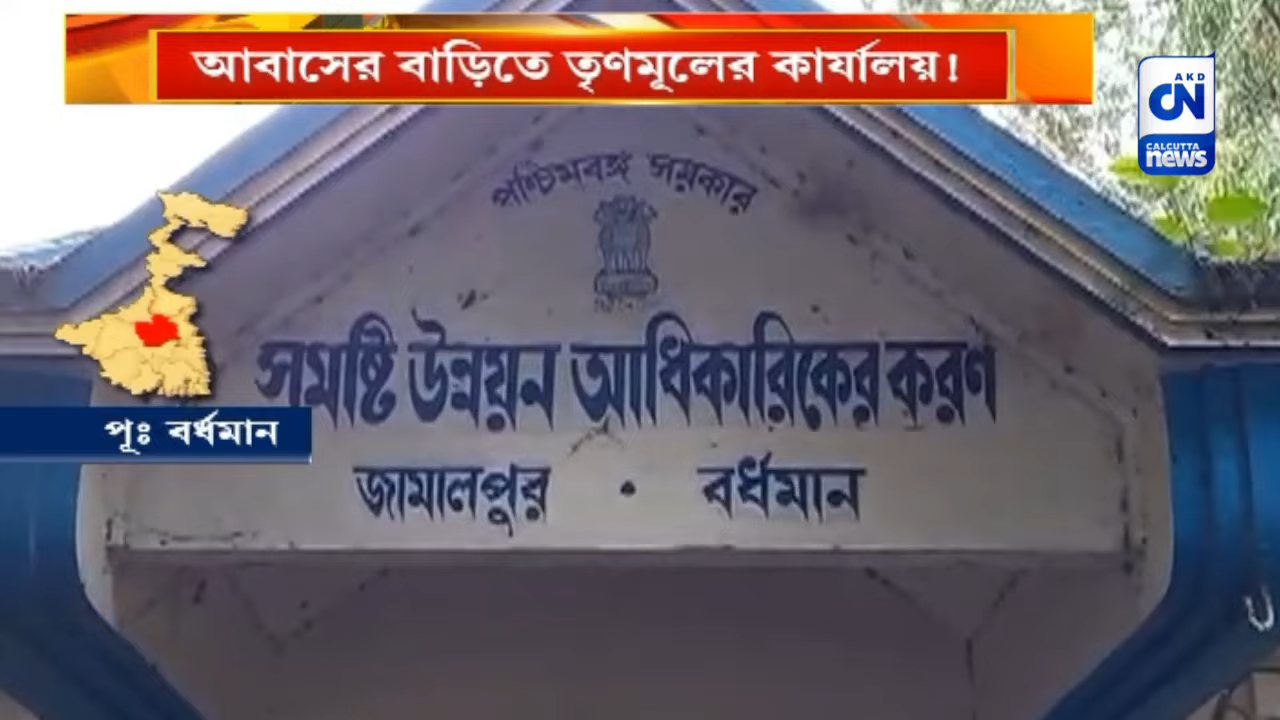 আবাসের বাড়িতে তৃণমূলের কার্যালয়!
AKD
CN
CALCUTTA
news
পশ্চিমবঙ্গ সরকার
সমষ্টি উন্নয়ন আধিকারিকের করণ
পূঃ বর্ধমান
জামালপুর • বর্ধমান